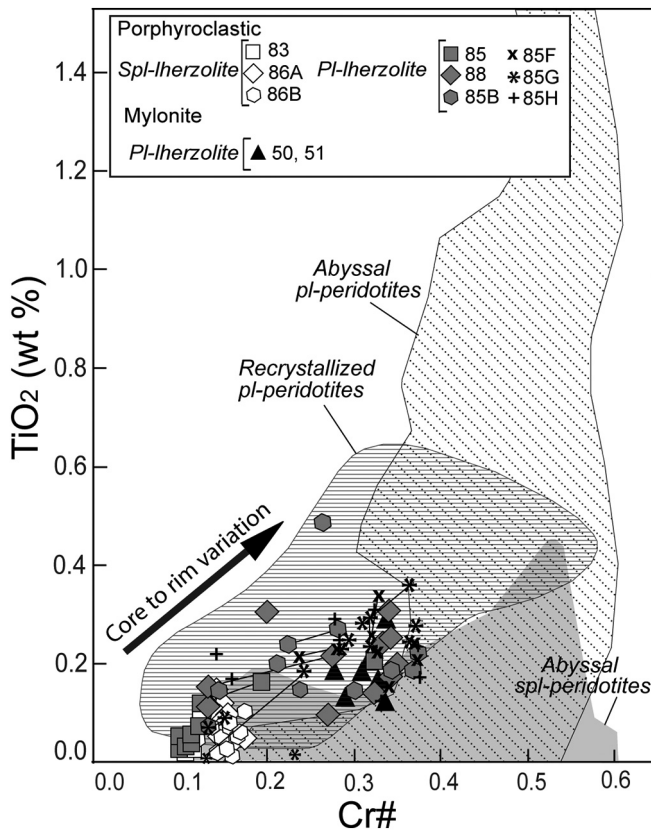 Porphyroclastic
Spl-lherzolite
83
86A
86B
Pl-lherzolite
85
88
85B
85F
85G
85H
Mylonite
Pl-lherzolite
50, 51
TiO2 (wt %)
1.4
1.2
1.0
0.8
0.6
0.4
0.2
0.0
Abyssal
pl-peridotites
Recrystallized
pl-peridotites
Core to rim variation
Abyssal
spl-peridotites
0.0 0.1 0.2 0.3 0.4 0.5 0.6
Cr#